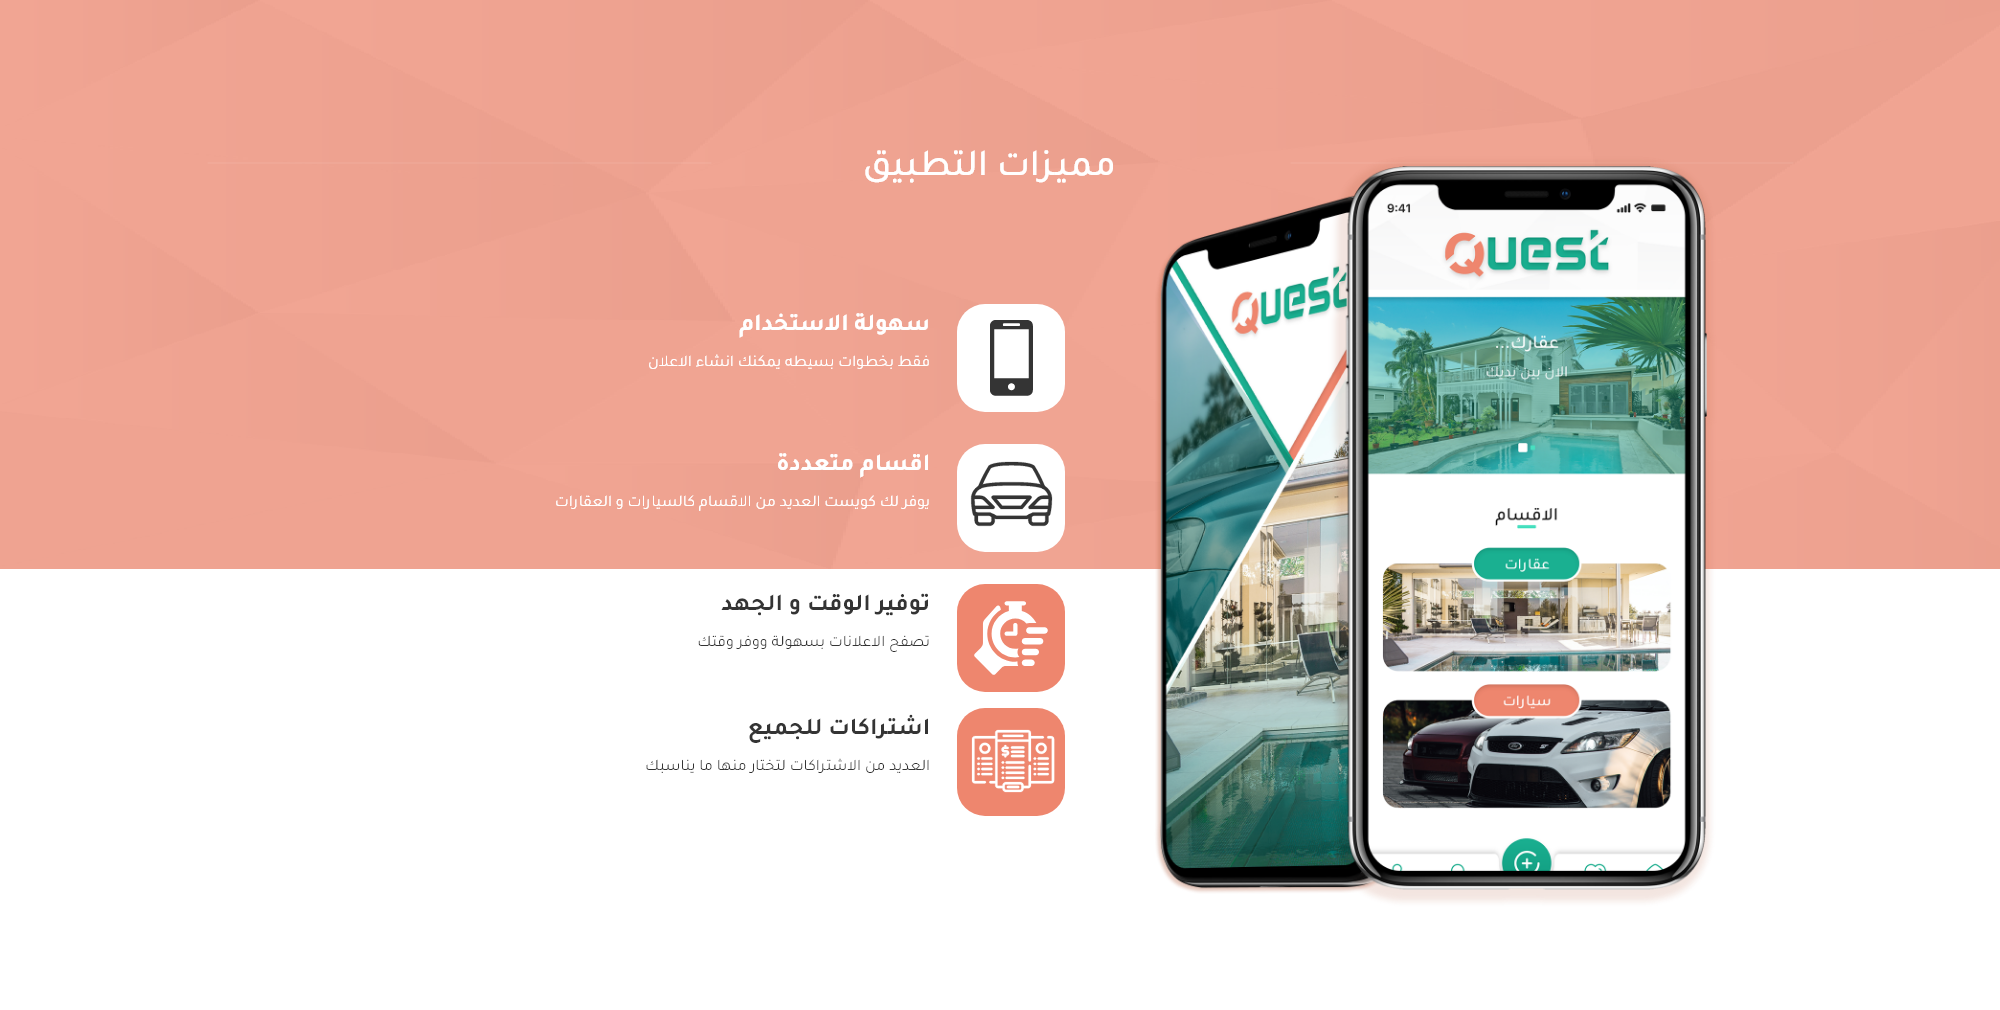 مميزات التطبيق
سهولة الاستخدام
فقط بخطوات بسيطه يمكنك انشاء الاعلان
اقسام متعددة
يوفر لك كويست العديد من الاقسام كالسيارات و العقارات
توفير الوقت و الجهد
تصفح الاعلانات بسهولة ووفر وقتك
اشتراكات للجميع
العديد من الاشتراكات لتختار منها ما يناسبك
Quest
9:41
Quest
عقارك...
الان بين يديك
الاقسام
عقارات
سيارات